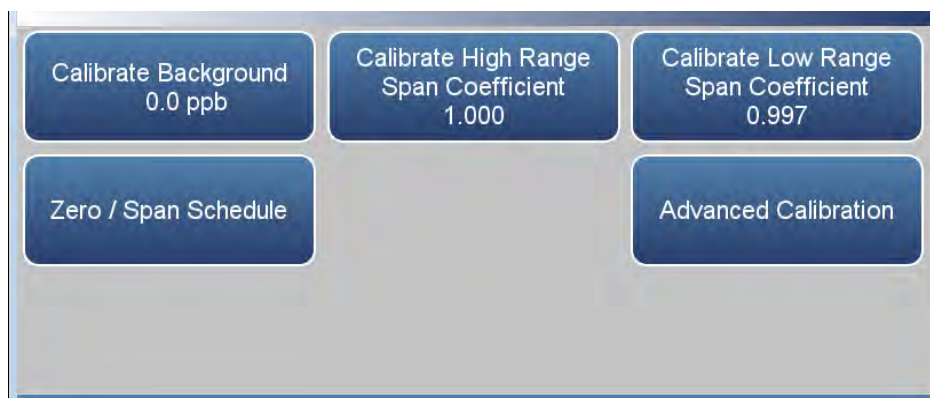 Calibrate Background
0.0 ppb
Calibrate High Range
Span Coefficient
1.000
Calibrate Low Range
Span Coefficient
0.997
Zero / Span Schedule
Advanced Calibration